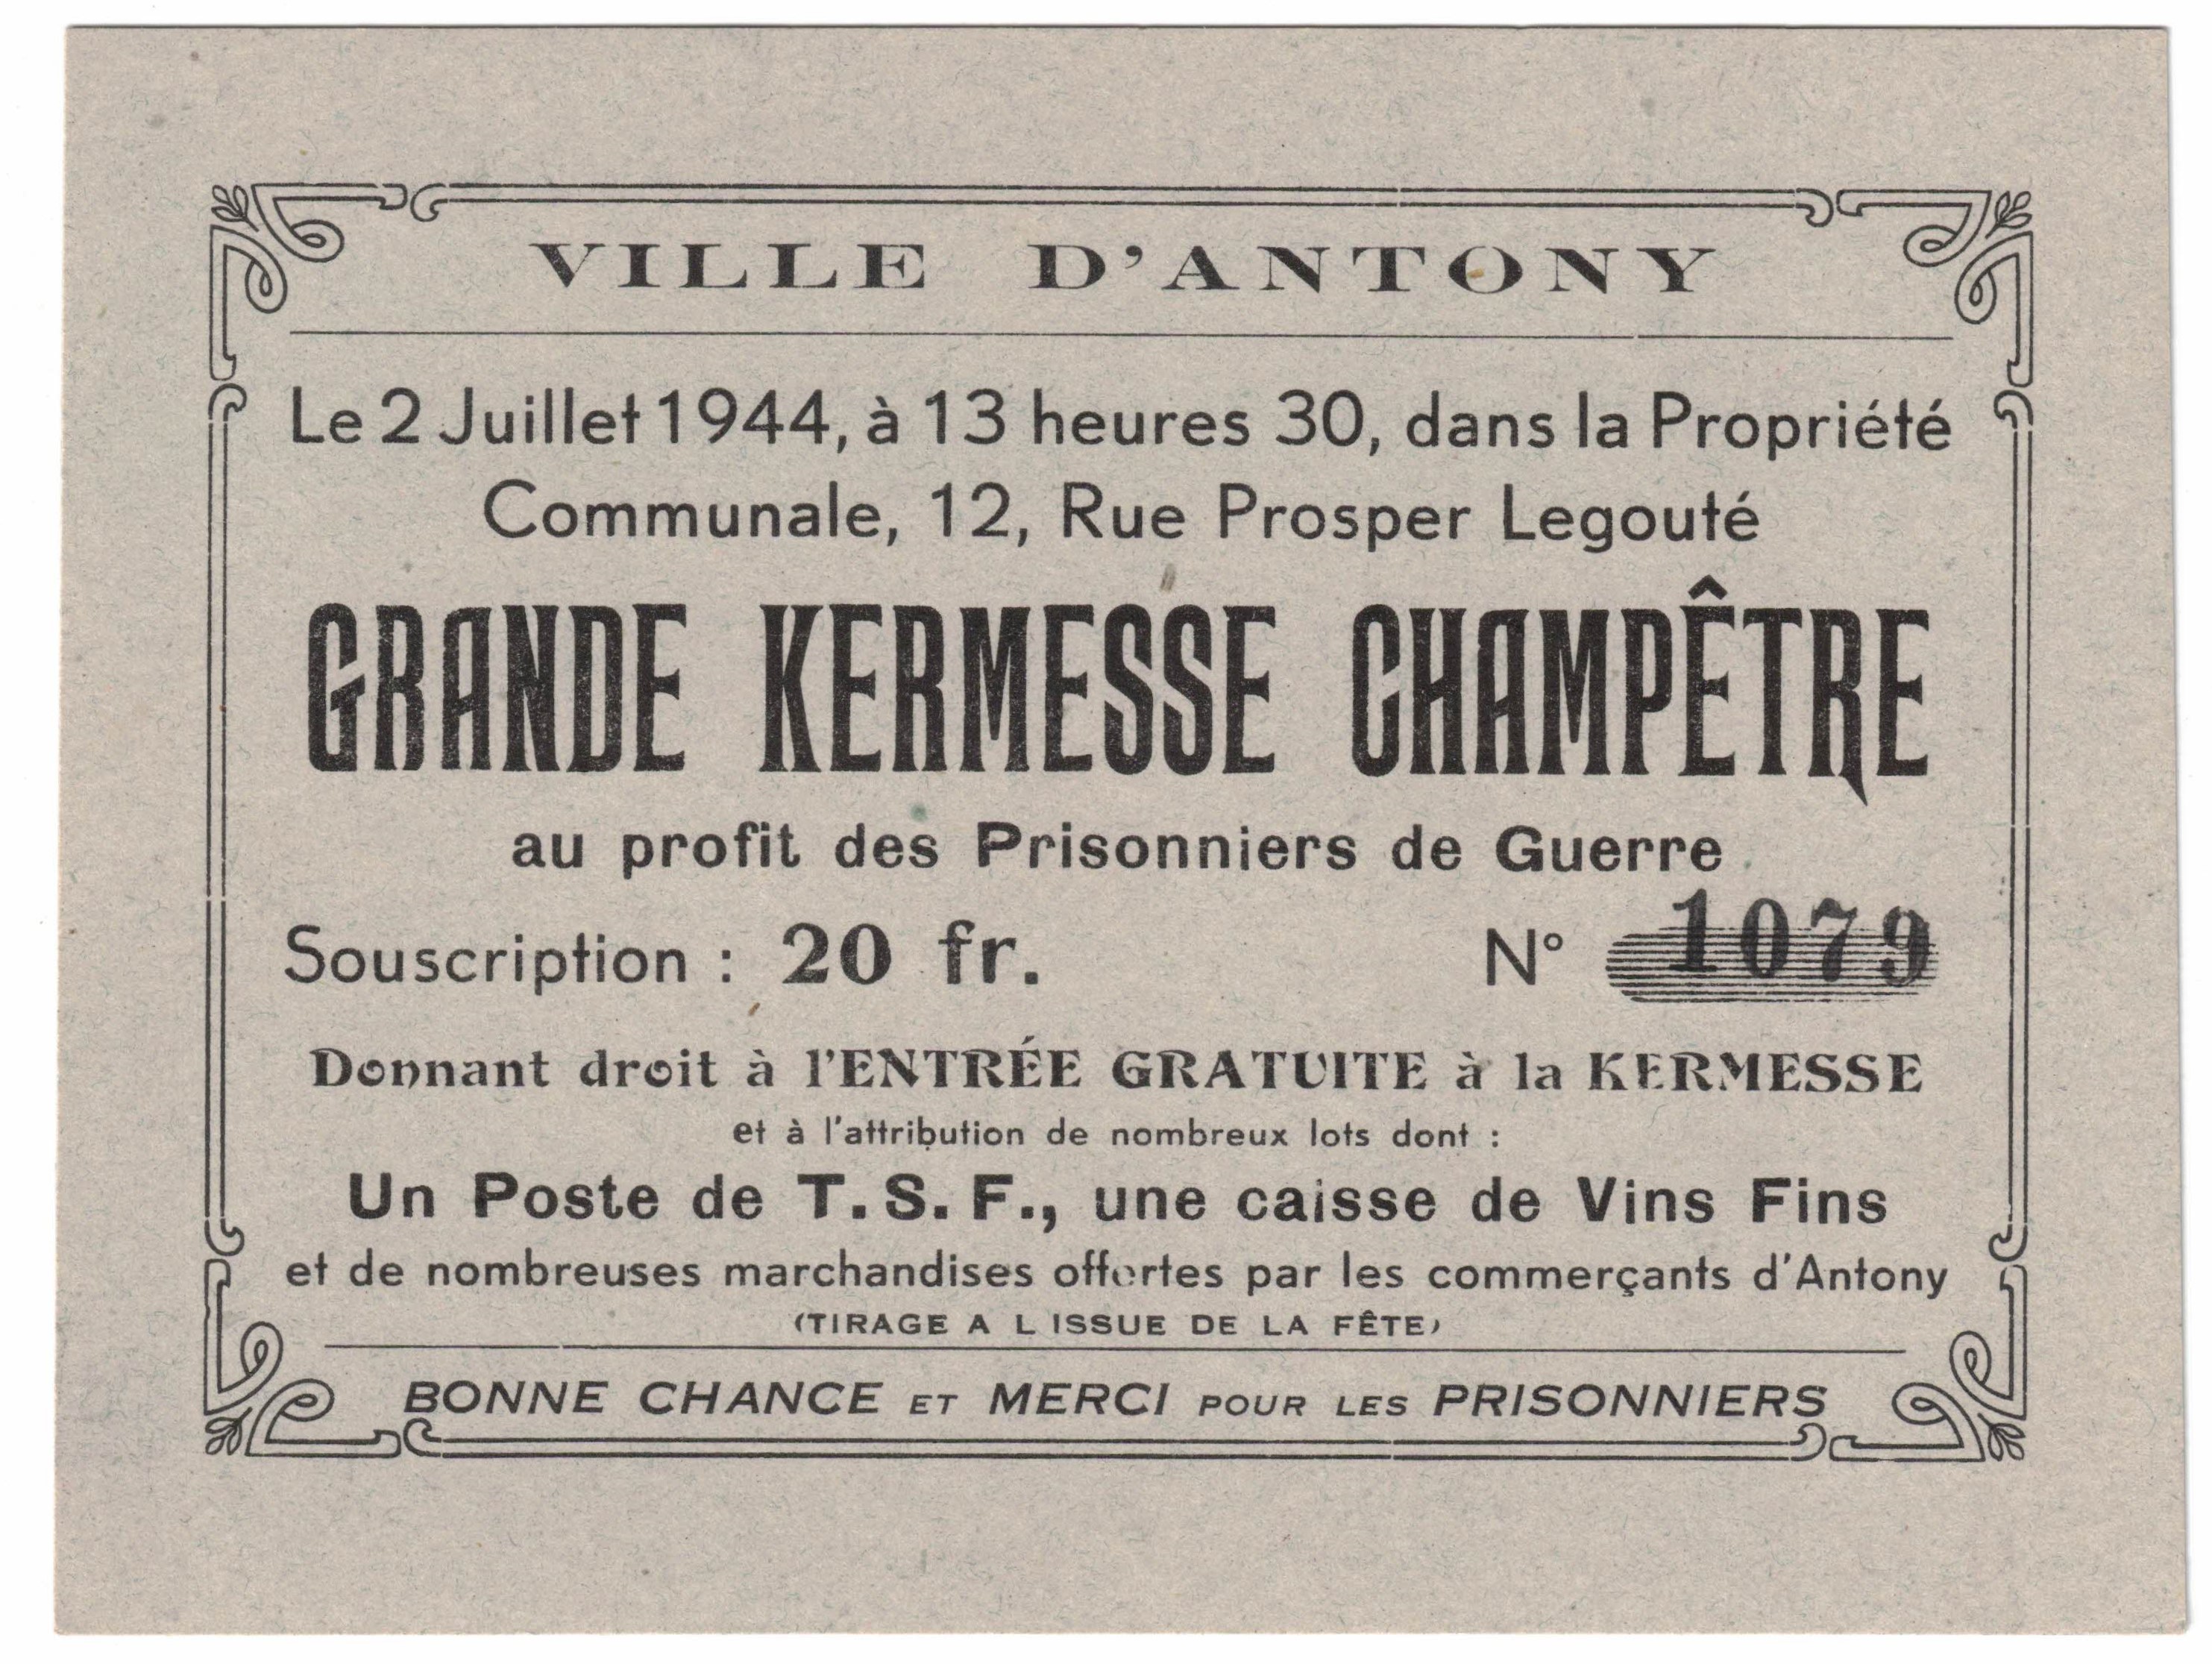 VILLE D'ANTONY
Le 2 Juillet 1944, à 13 heures 30, dans la Propriété
Communale, 12, Rue Prosper Legouté
GRANDE KERMESSE CHAMPÊTRE
au profit des Prisonniers de Guerre
Souscription : 20 fr. N° 1079
Donnant droit à l'ENTRÉE GRATUITE à la KERMESSE
et à l'attribution de nombreux lots dont :
Un Poste de T. S. F., une caisse de Vins Fins
et de nombreuses marchandises offertes par les commerçants d'Antony
(TIRAGE A L ISSUE DE LA FÊTE)
BONNE CHANCE ET MERCI POUR LES PRISONNIERS